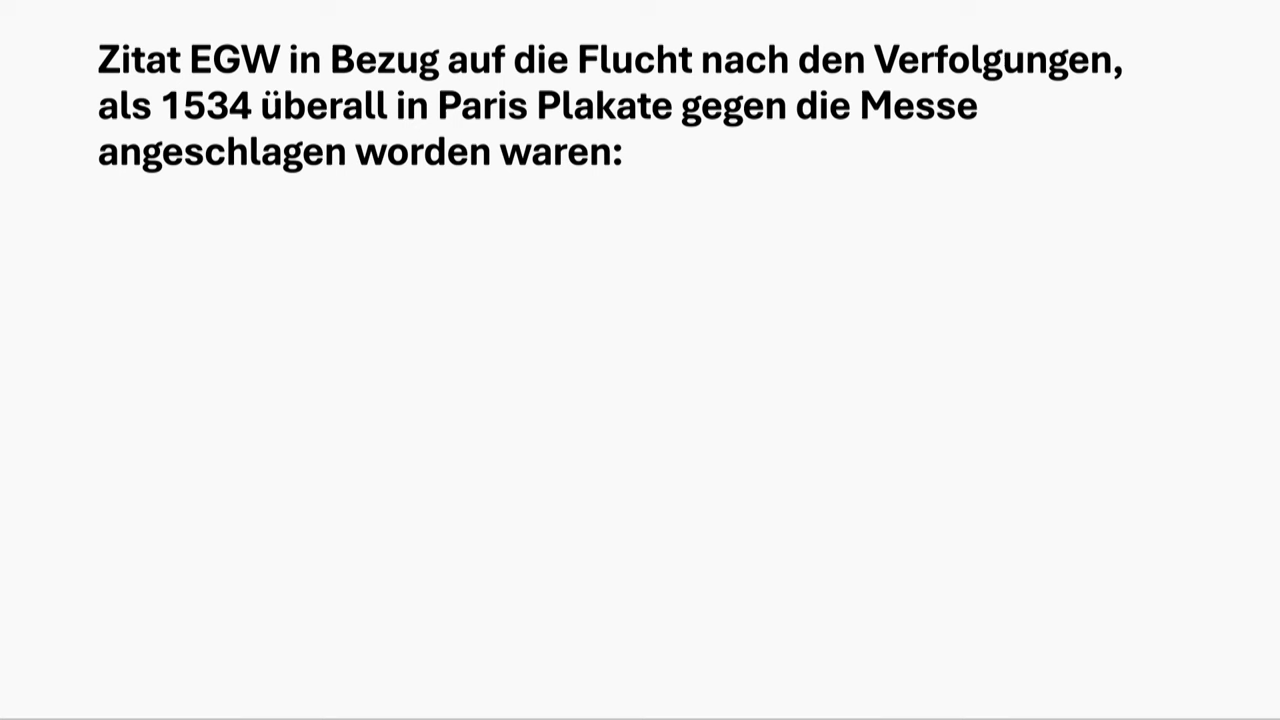 Zitat EGW in Bezug auf die Flucht nach den Verfolgungen,
als 1534 überall in Paris Plakate gegen die Messe
angeschlagen worden waren: